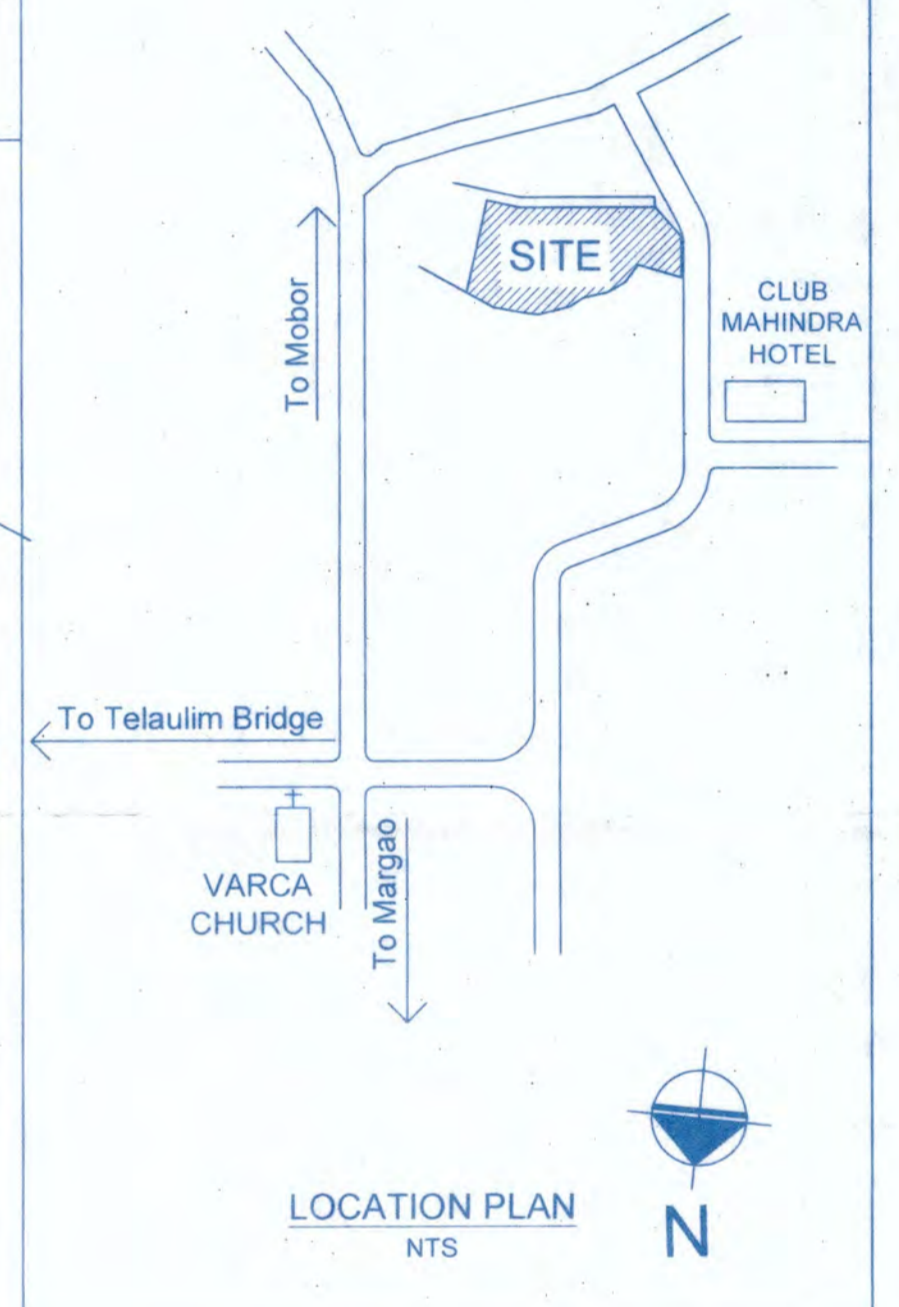 SITE
CLUB
MAHINDRA
HOTEL
To Mobor
To Telaulim Bridge
VARCA
CHURCH
To Margao
LOCATION PLAN
NTS
N